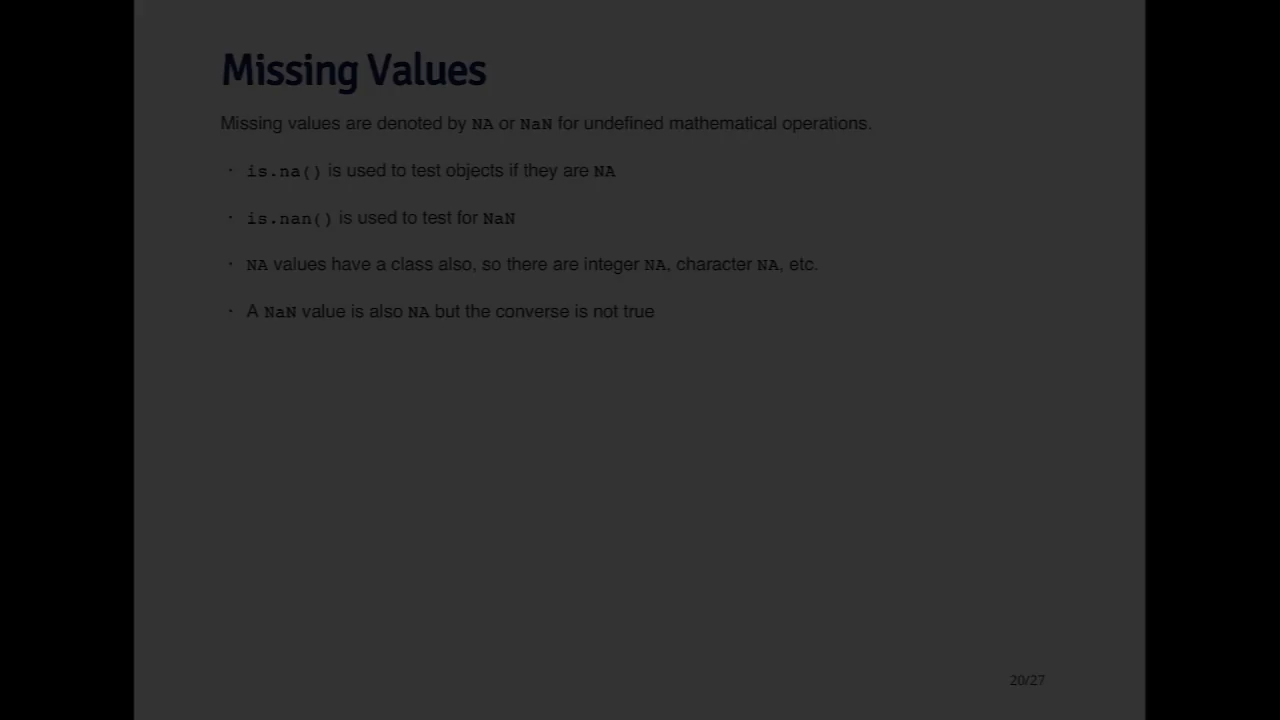 Missing Values
Missing values are denoted by NA or NaN for undefined mathematical operations.
· is.na() is used to test objects if they are NA
· is.nan() is used to test for NaN
· NA values have a class also, so there are integer NA, character NA, etc.
· A NaN value is also NA but the converse is not true
20/27